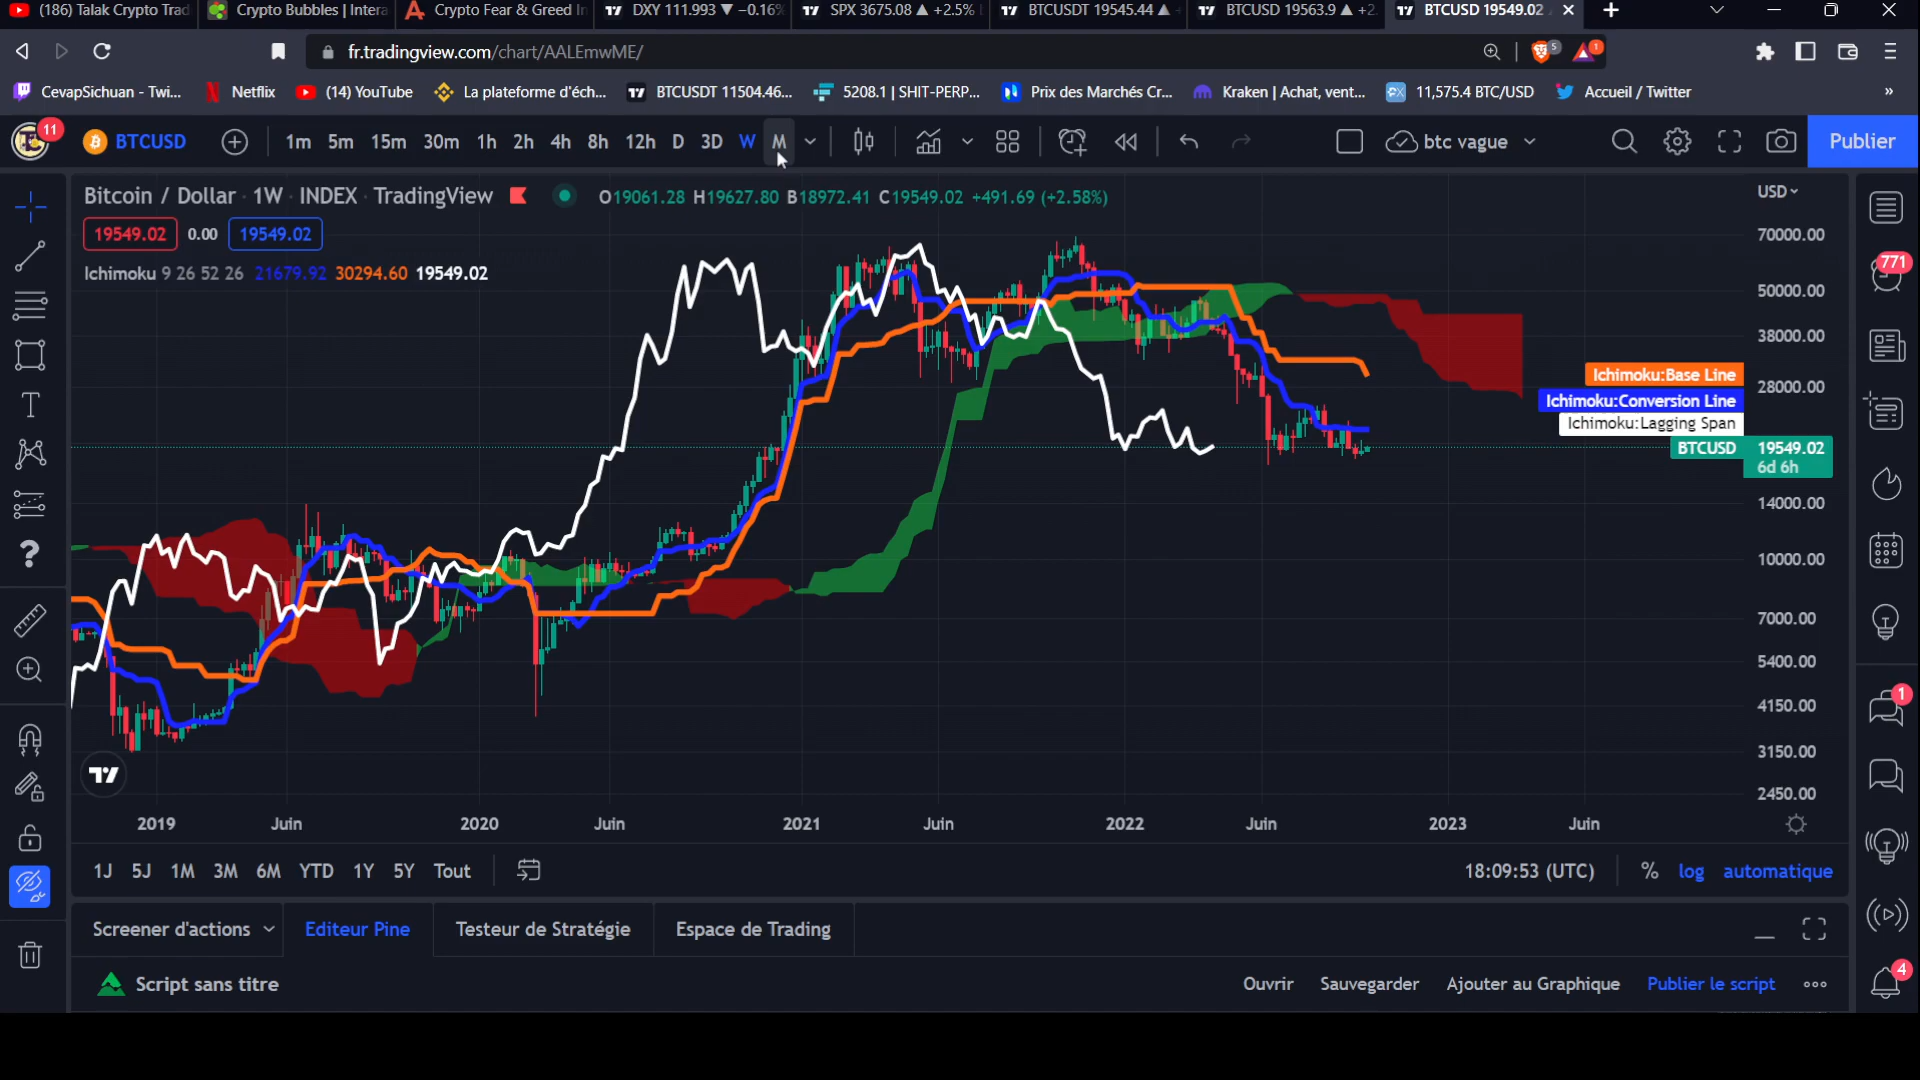 (186) Talak Crypto Trad
Crypto Bubbles | Intera
Crypto Fear & Greed In
DXY 111.993 ▼ −0.16%
SPX 3675.08 ▲ +2.5%
BTCUSDT 19545.44 ▲
BTCUSD 19563.9 ▲ +2.
BTCUSD 19549.02
fr.tradingview.com/chart/AALEmwME/
5
1
CevapSichuan - Twi...
Netflix
(14) YouTube
La plateforme d'éch...
BTCUSDT 11504.46...
5208.1 | SHIT-PERP...
Prix des Marchés Cr...
Kraken | Achat, vent...
11,575.4 BTC/USD
Accueil / Twitter
»
11
BTCUSD
1m 5m 15m 30m 1h 2h 4h 8h 12h D 3D W M
btc vague
Publier
Bitcoin / Dollar · 1W · INDEX · TradingView
O19061.28 H19627.80 B18972.41 C19549.02 +491.69 (+2.58%)
USD
19549.02 0.00 19549.02
Ichimoku 9 26 52 26 21679.92 30294.60 19549.02
70000.00
771
50000.00
38000.00
Ichimoku:Base Line
28000.00
Ichimoku:Conversion Line
Ichimoku:Lagging Span
BTCUSD 19549.02
6d 6h
14000.00
10000.00
7000.00
5400.00
1
4150.00
3150.00
2450.00
2019 Juin 2020 Juin 2021 Juin 2022 Juin 2023 Juin
1J 5J 1M 3M 6M YTD 1Y 5Y Tout
18:09:53 (UTC)
% log automatique
Screener d'actions
Editeur Pine
Testeur de Stratégie
Espace de Trading
Script sans titre
Ouvrir
Sauvegarder
Ajouter au Graphique
Publier le script
4